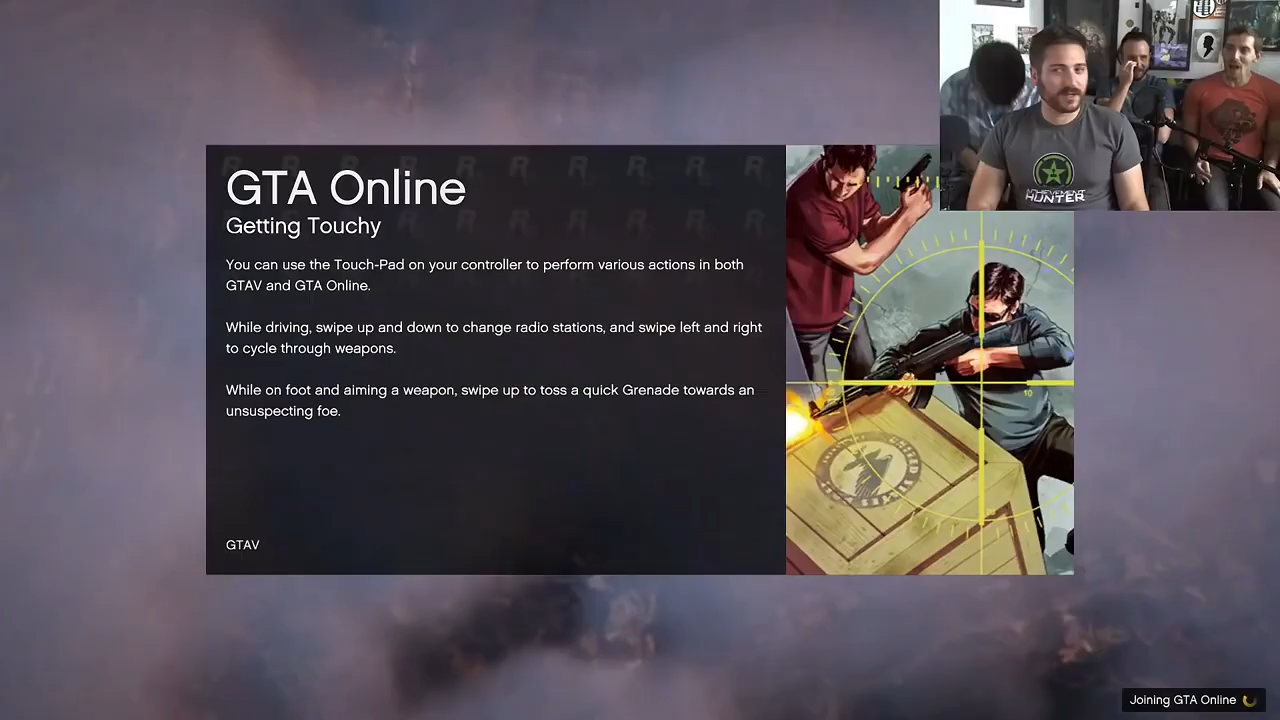 GTA Online
Getting Touchy
You can use the Touch-Pad on your controller to perform various actions in both
GTAV and GTA Online.
While driving, swipe up and down to change radio stations, and swipe left and right
to cycle through weapons.
While on foot and aiming a weapon, swipe up to toss a quick Grenade towards an
unsuspecting foe.
GTAV
ACHIEVEMENT
HUNTER
10
Joining GTA Online